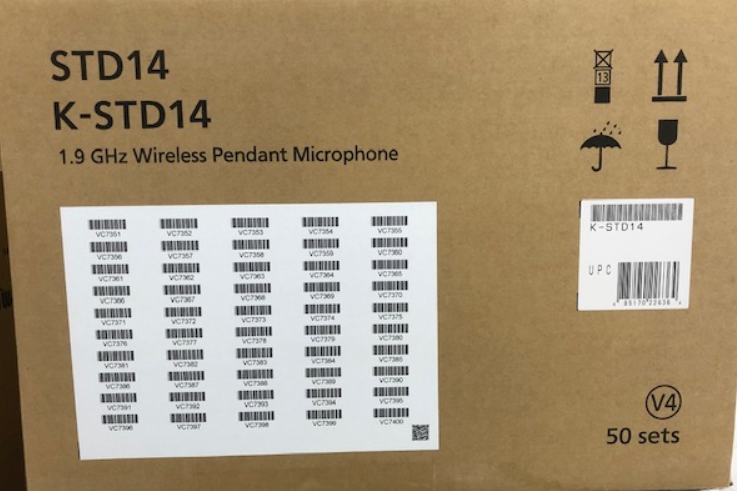 STD14
K-STD14
1.9 GHz Wireless Pendant Microphone
13
VC7351 VC7352 VC7353 VC7354 VC7355
VC7356 VC7357 VC7358 VC7359 VC7360
VC7361 VC7362 VC7363 VC7364 VC7365
VC7366 VC7367 VC7368 VC7369 VC7370
VC7371 VC7372 VC7373 VC7374 VC7375
VC7376 VC7377 VC7378 VC7379 VC7380
VC7381 VC7382 VC7383 VC7384 VC7385
VC7386 VC7387 VC7388 VC7389 VC7390
VC7391 VC7392 VC7393 VC7394 VC7395
VC7396 VC7397 VC7398 VC7399 VC7400
K-STD14
UPC
85170 22636
V4
50 sets